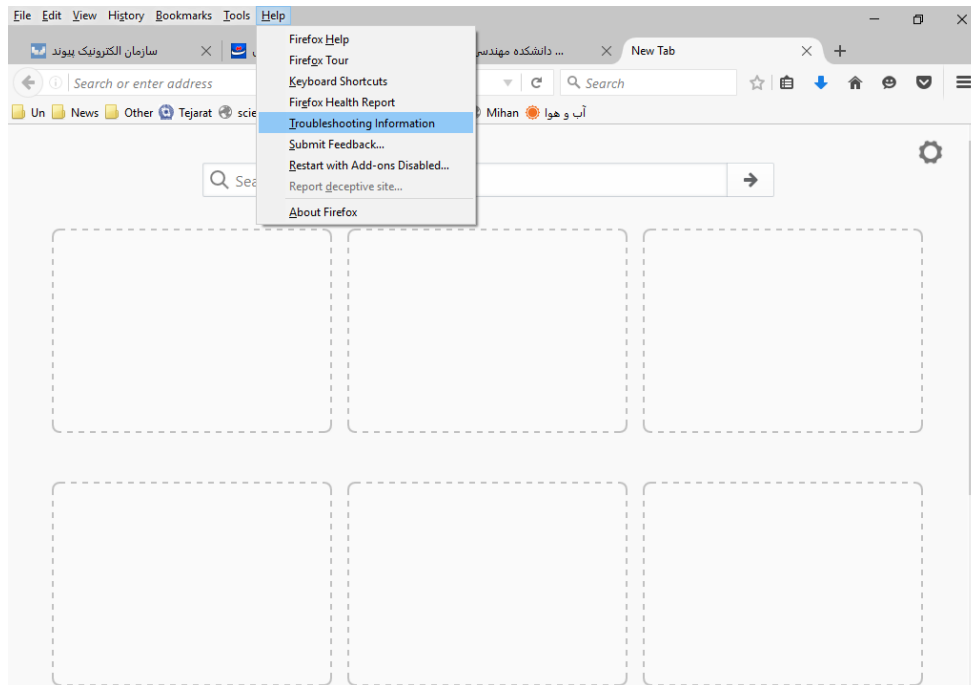 File Edit View History Bookmarks Tools Help
سازمان الکترونیک پیوند
دانشکده مهندسی ...
New Tab
Search or enter address
Search
Un News Other Tejarat scie
Mihan آب و هوا
Firefox Help
Firefox Tour
Keyboard Shortcuts
Firefox Health Report
Troubleshooting Information
Submit Feedback...
Restart with Add-ons Disabled...
Report deceptive site...
About Firefox
Sea